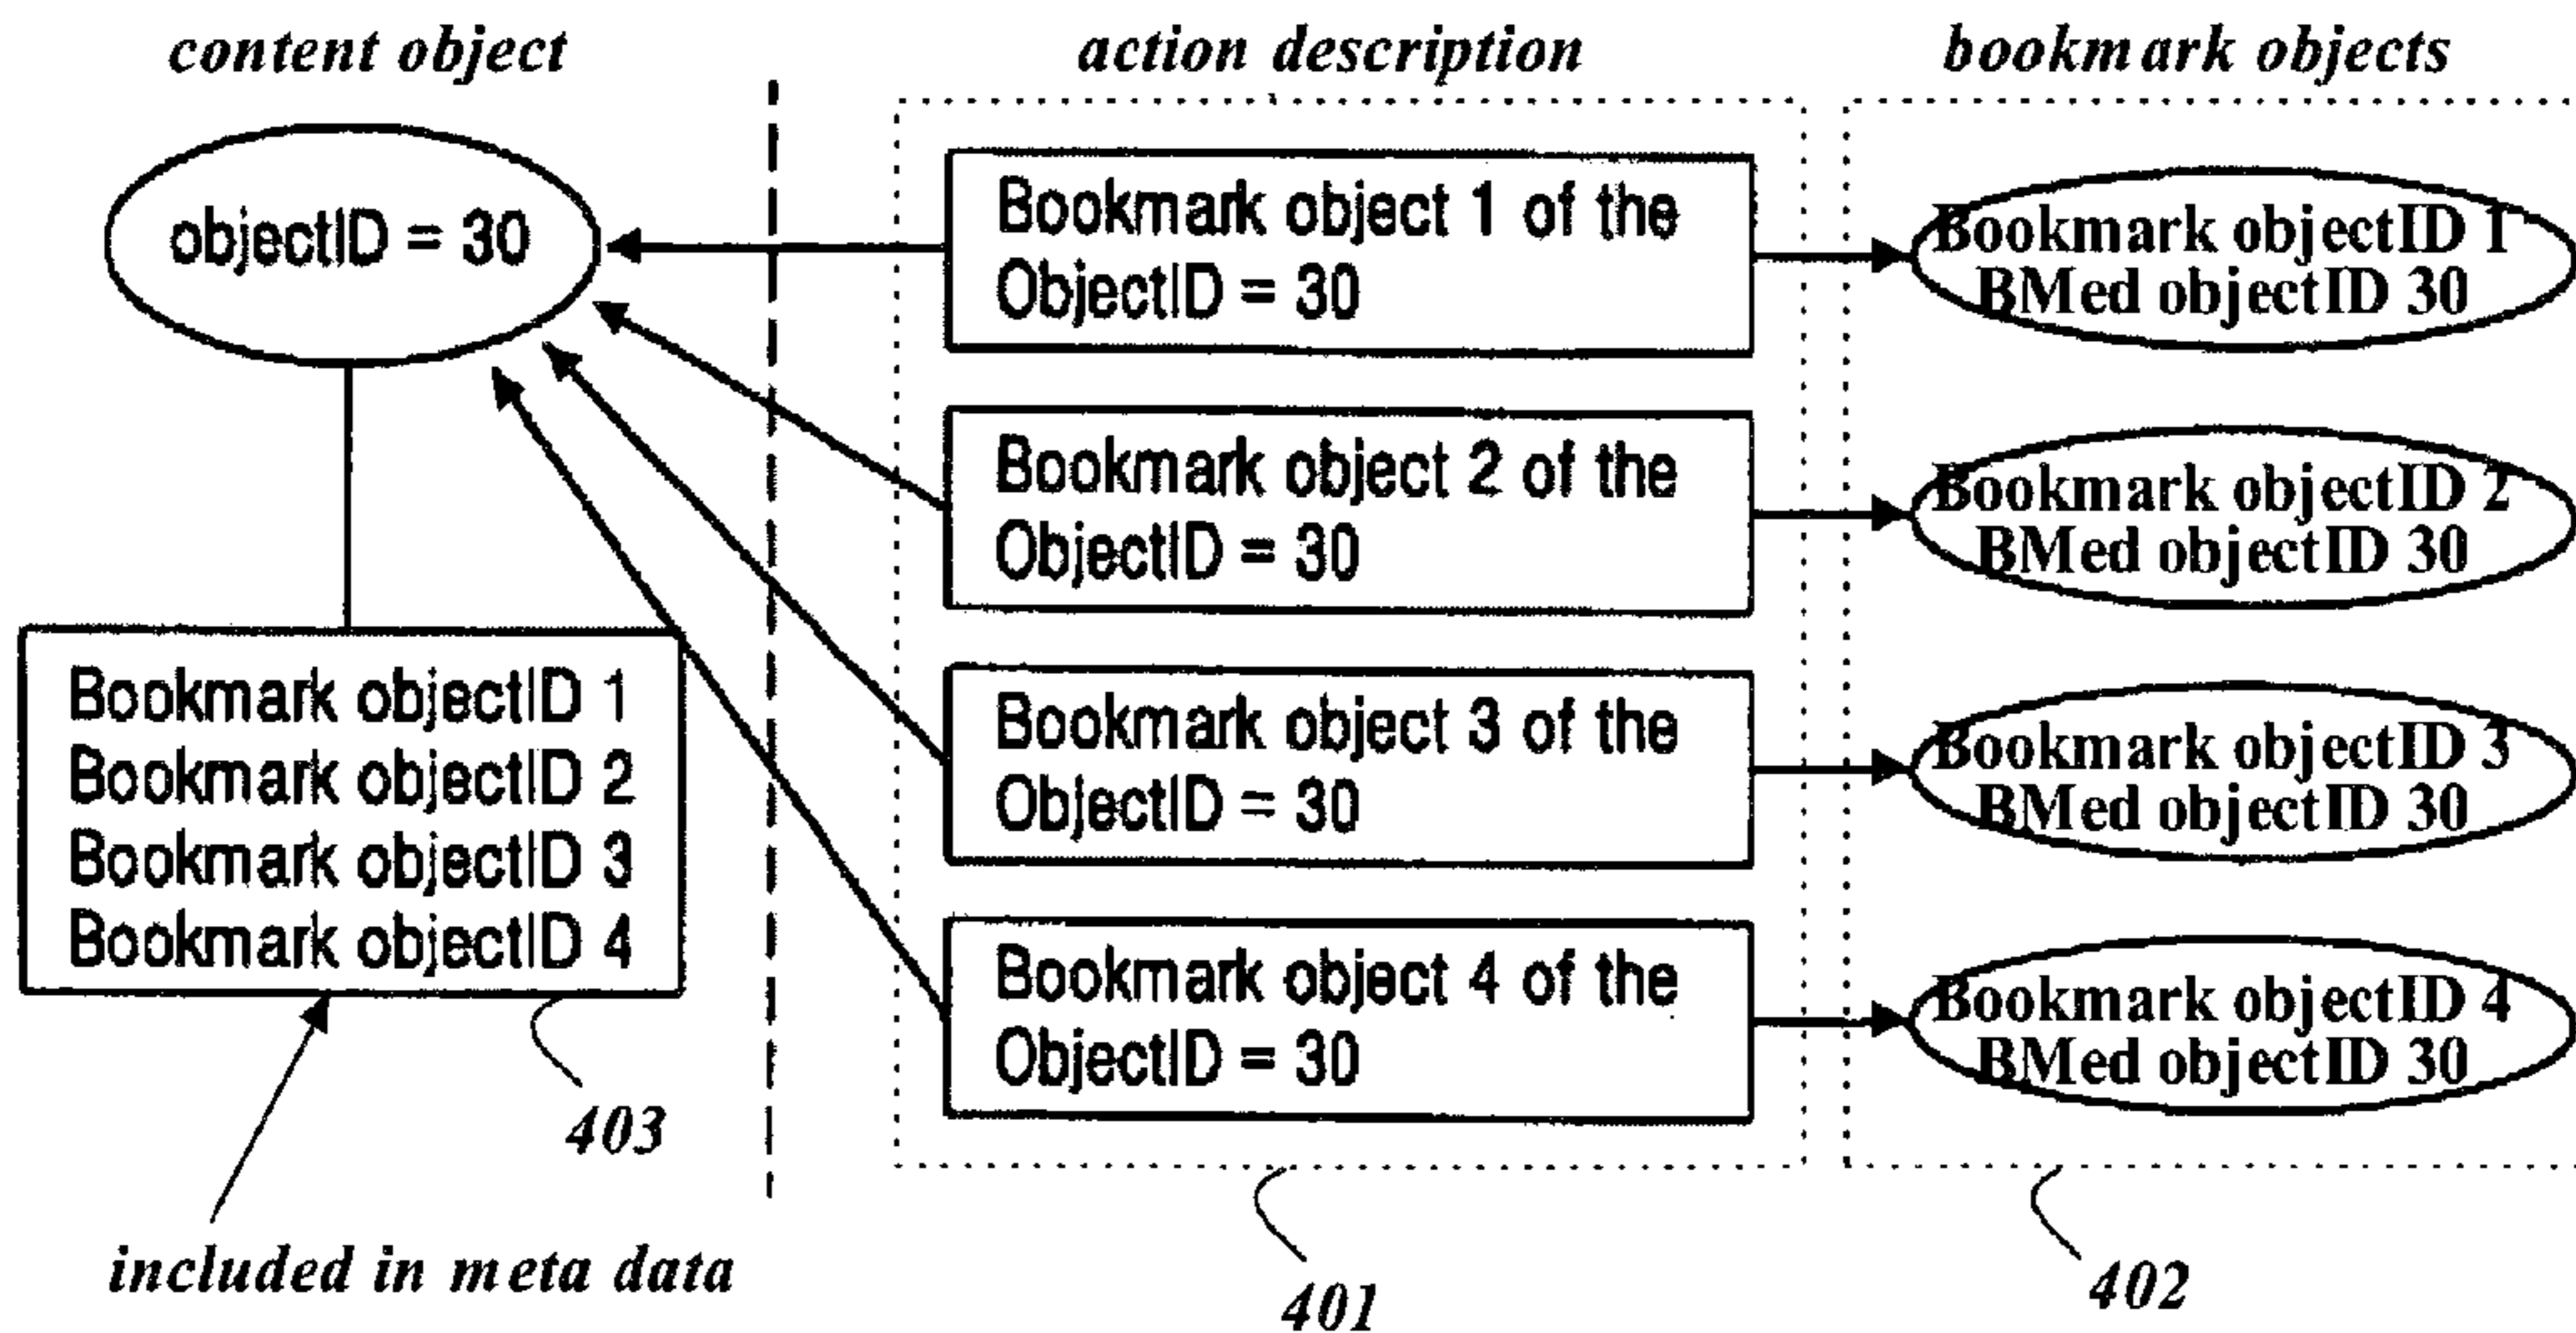 content object
action description
bookmark objects
objectID = 30
Bookmark object 1 of the
ObjectID = 30
Bookmark objectID 1
BMed objectID 30
Bookmark object 2 of the
ObjectID = 30
Bookmark objectID 2
BMed objectID 30
Bookmark objectID 1
Bookmark objectID 2
Bookmark objectID 3
Bookmark objectID 4
Bookmark object 3 of the
ObjectID = 30
Bookmark objectID 3
BMed objectID 30
Bookmark object 4 of the
ObjectID = 30
Bookmark objectID 4
BMed objectID 30
403
included in meta data
401
402